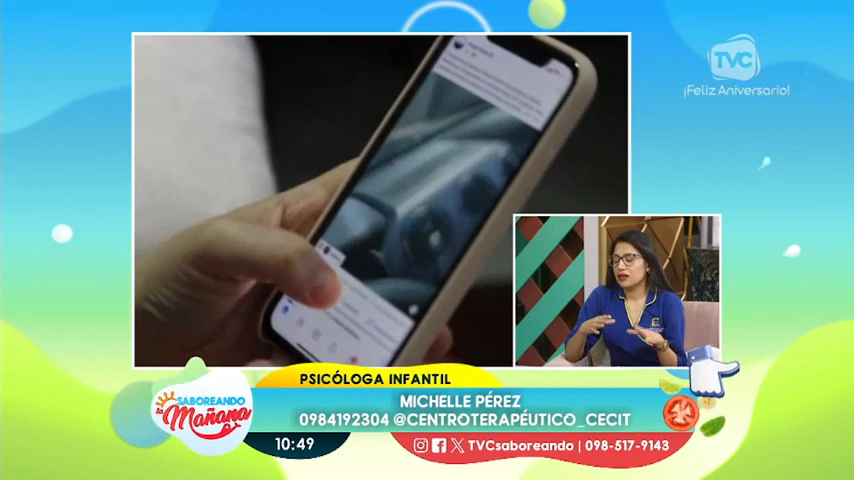 TVC
¡Feliz Aniversario!
PSICÓLOGA INFANTIL
SABOREANDO
Mañana
MICHELLE PÉREZ
0984192304 @CENTROTERAPÉUTICO_CECIT
10:49
TVCsaboreando | 098-517-9143